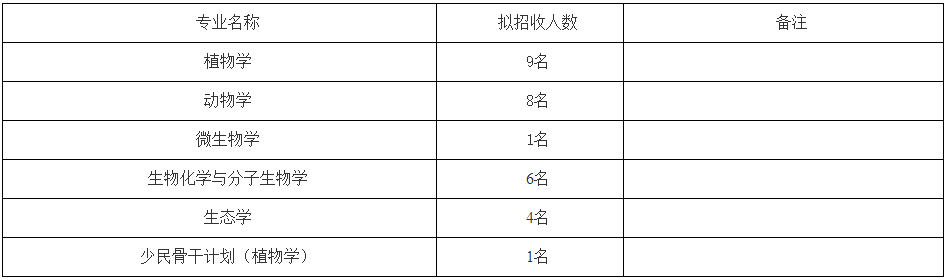 专业名称 拟招收人数 备注
植物学 9名
动物学 8名
微生物学 1名
生物化学与分子生物学 6名
生态学 4名
少民骨干计划（植物学） 1名